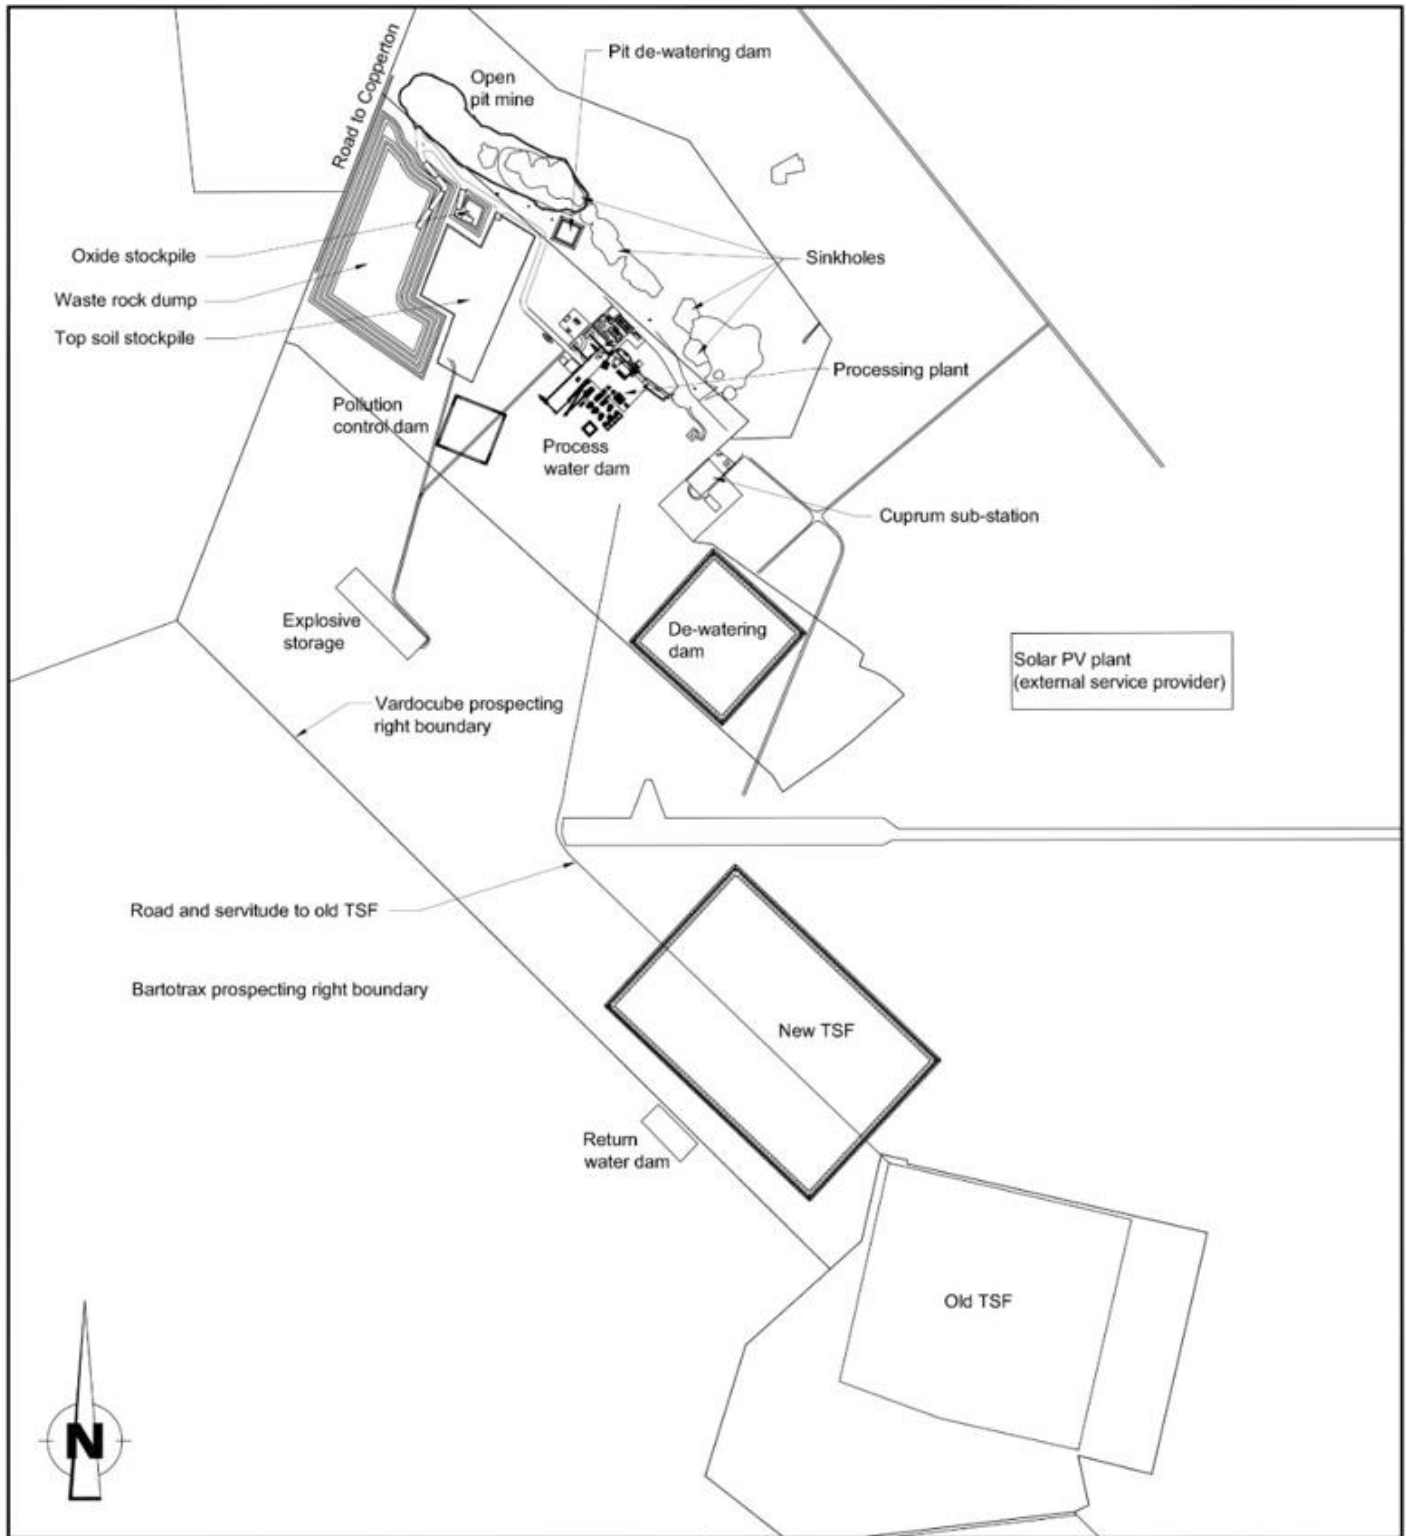 Pit de-watering dam
Open
pit mine
Road to Copperton
Oxide stockpile
Waste rock dump
Top soil stockpile
Sinkholes
Processing plant
Pollution
control dam
Process
water dam
Cuprum sub-station
Explosive
storage
De-watering
dam
Solar PV plant
(external service provider)
Vardocube prospecting
right boundary
Road and servitude to old TSF
Bartotrax prospecting right boundary
New TSF
Return
water dam
Old TSF
N